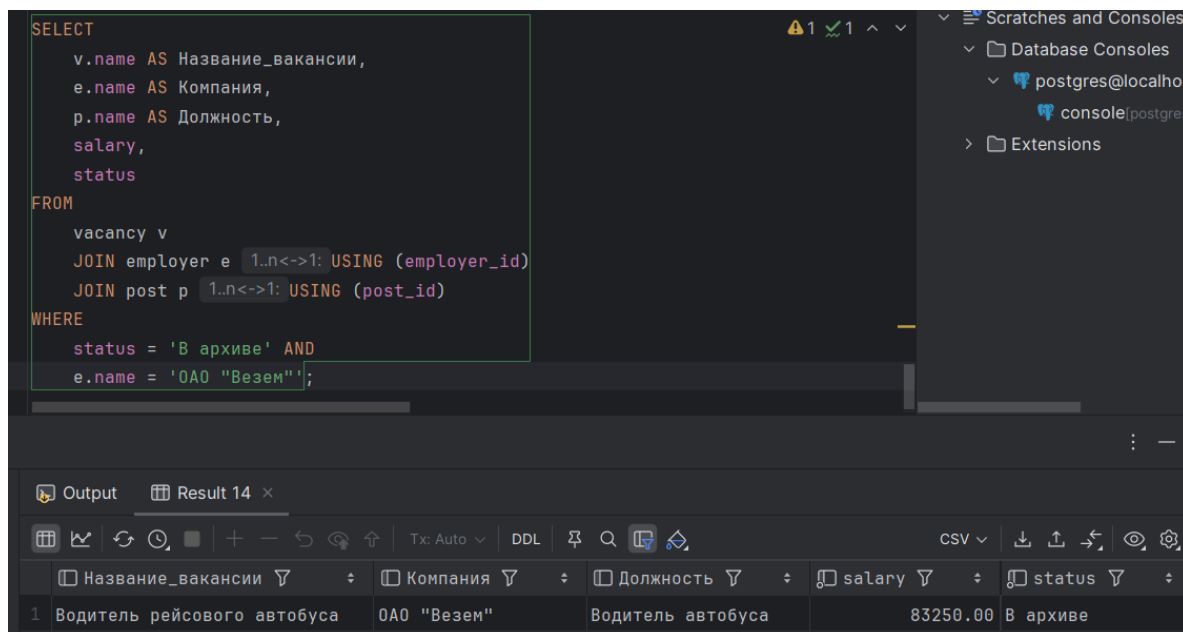 SELECT
v.name AS Название_вакансии,
e.name AS Компания,
p.name AS Должность,
salary,
status
FROM
vacancy v
JOIN employer e 1..n<->1: USING (employer_id)
JOIN post p 1..n<->1: USING (post_id)
WHERE
status = 'В архиве' AND
e.name = 'ОАО "Везем"';
1 1
Scratches and Consoles
Database Consoles
postgres@localho
console[postgre
Extensions
Output Result 14
Tx: Auto DDL CSV
Название_вакансии Компания Должность salary status
1 Водитель рейсового автобуса ОАО "Везем" Водитель автобуса 83250.00 В архиве